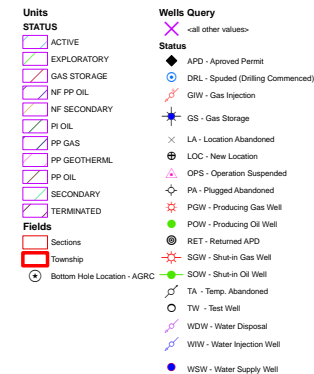 Units
STATUS
ACTIVE
EXPLORATORY
GAS STORAGE
NF PP OIL
NF SECONDARY
PI OIL
PP GAS
PP GEOTHERML
PP OIL
SECONDARY
TERMINATED
Fields
Sections
Township
Bottom Hole Location - AGRC
Wells Query
<all other values>
Status
APD - Aproved Permit
DRL - Spuded (Drilling Commenced)
GIW - Gas Injection
GS - Gas Storage
LA - Location Abandoned
LOC - New Location
OPS - Operation Suspended
PA - Plugged Abandoned
PGW - Producing Gas Well
POW - Producing Oil Well
RET - Returned APD
SGW - Shut-in Gas Well
SOW - Shut-in Oil Well
TA - Temp. Abandoned
TW - Test Well
WDW - Water Disposal
WIW - Water Injection Well
WSW - Water Supply Well